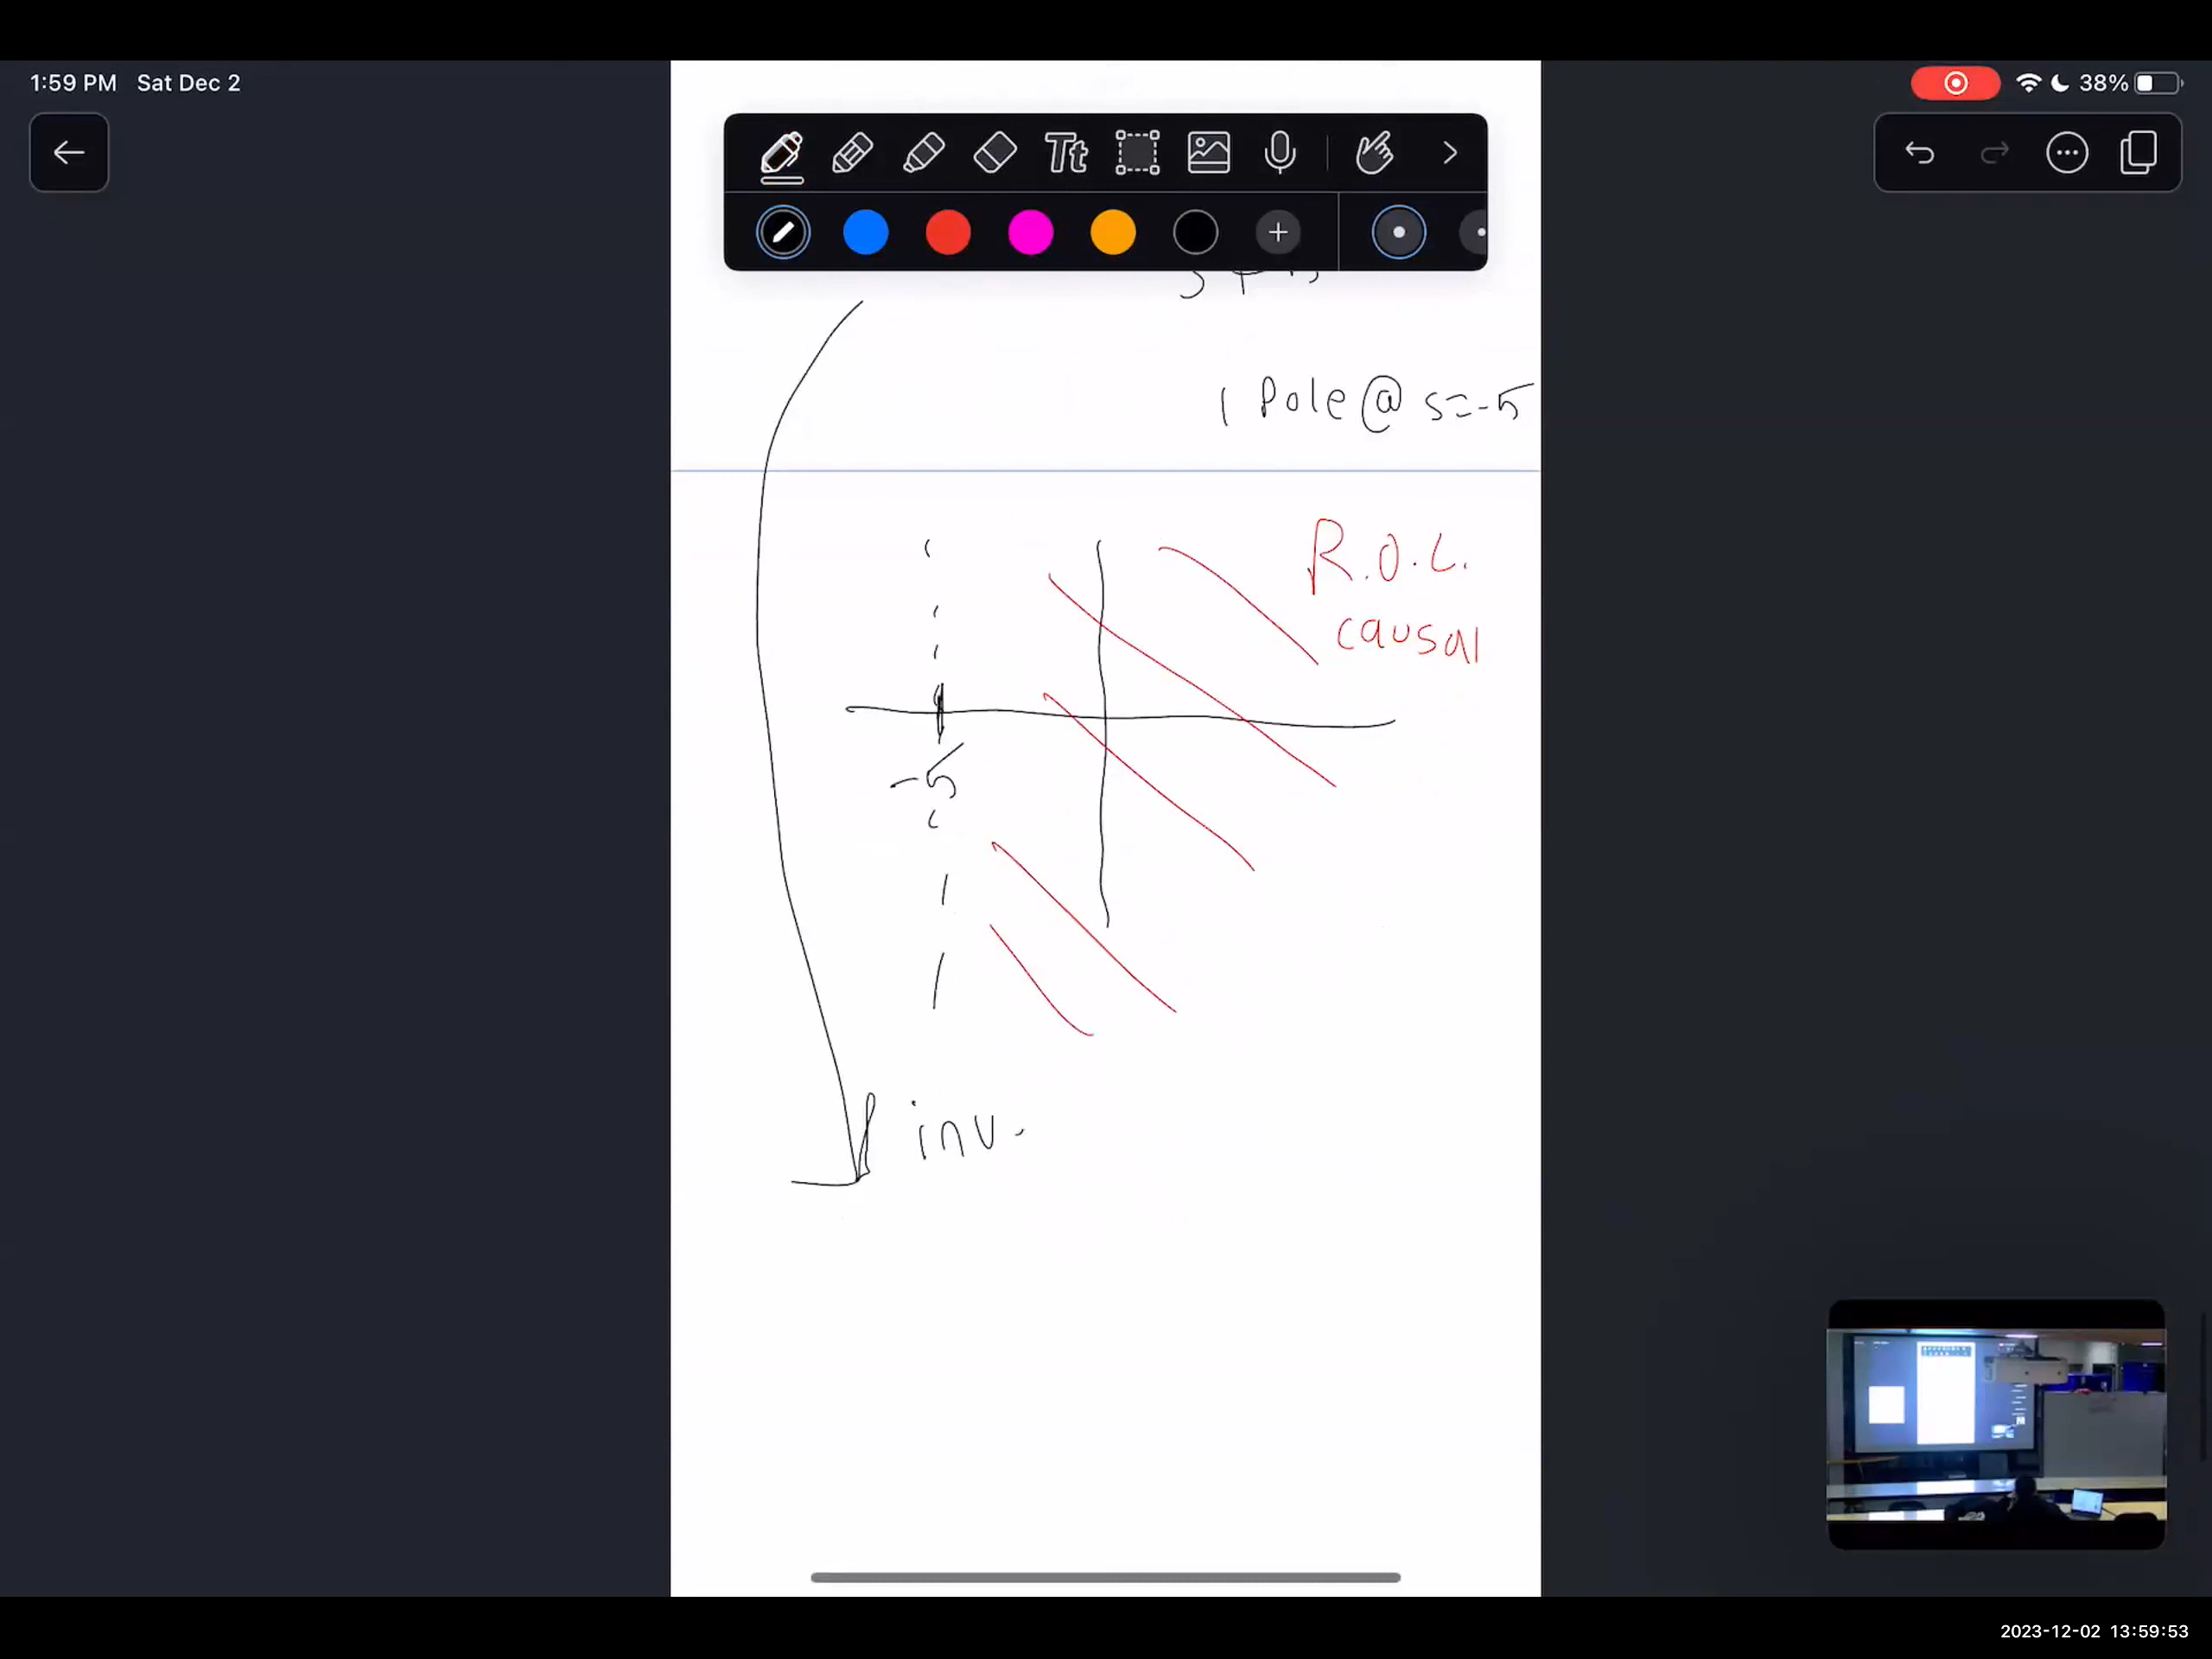 1:59 PM Sat Dec 2
38%
Tt
1 Pole @ s=-5
R.O.C.
causal
-5
inv.
2023-12-02 13:59:53